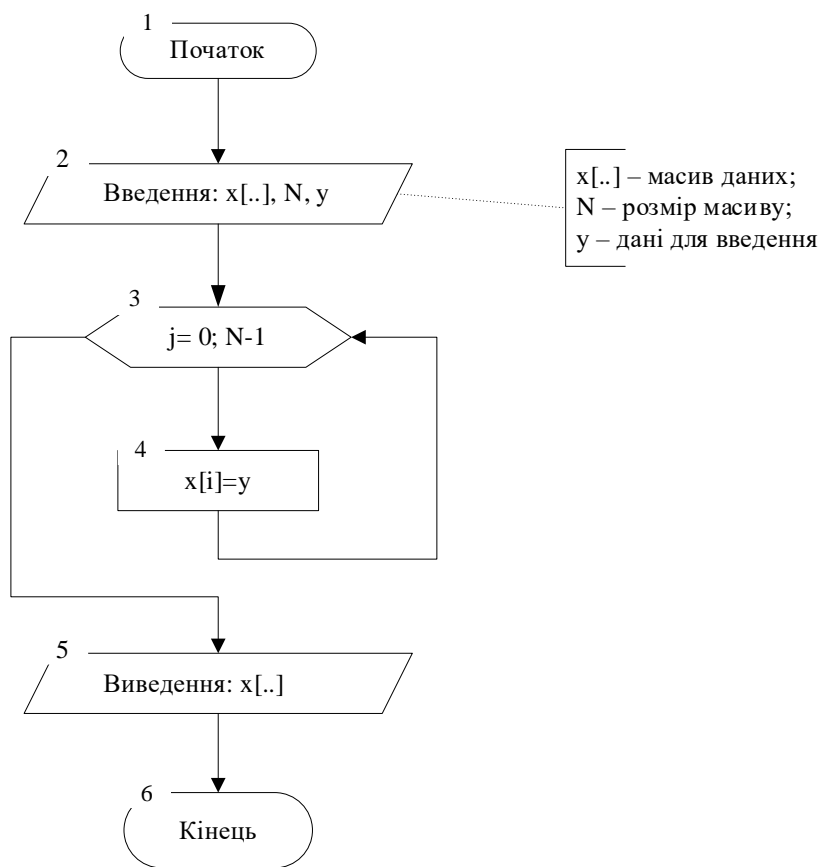 1
Початок
2
Введення: x[..], N, y
x[..] – масив даних;
N – розмір масиву;
y – дані для введення
3
j= 0; N-1
4
x[i]=y
5
Виведення: x[..]
6
Кінець